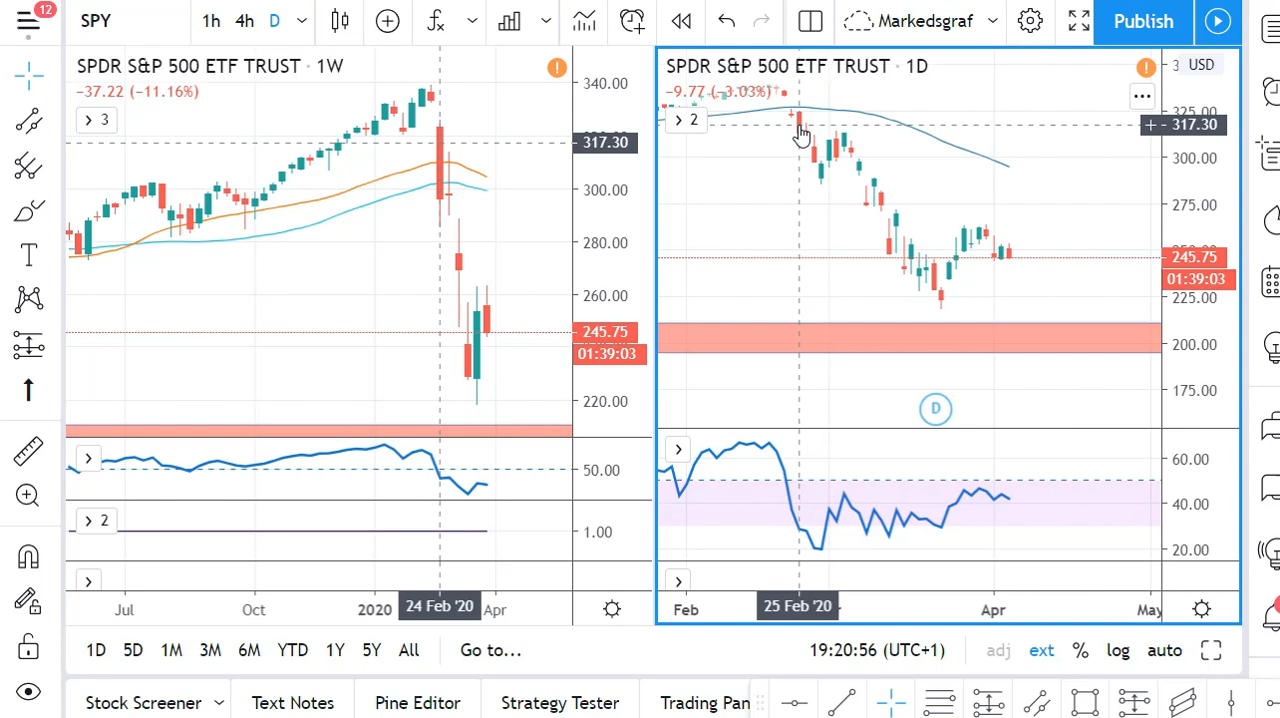 12
SPY
1h 4h D
Markedsgraf
Publish
SPDR S&P 500 ETF TRUST · 1W
−37.22 (−11.16%)
3
340.00
317.30
300.00
280.00
260.00
245.75
01:39:03
220.00
50.00
2
1.00
Jul Oct 2020 24 Feb '20 Apr
SPDR S&P 500 ETF TRUST · 1D
USD
−9.77 (−3.03%)
2
325.00
317.30
300.00
275.00
245.75
01:39:03
225.00
200.00
175.00
D
60.00
40.00
20.00
Feb 25 Feb '20 Apr May
1D 5D 1M 3M 6M YTD 1Y 5Y All Go to...
19:20:56 (UTC+1) adj ext % log auto
Stock Screener Text Notes Pine Editor Strategy Tester Trading Pan